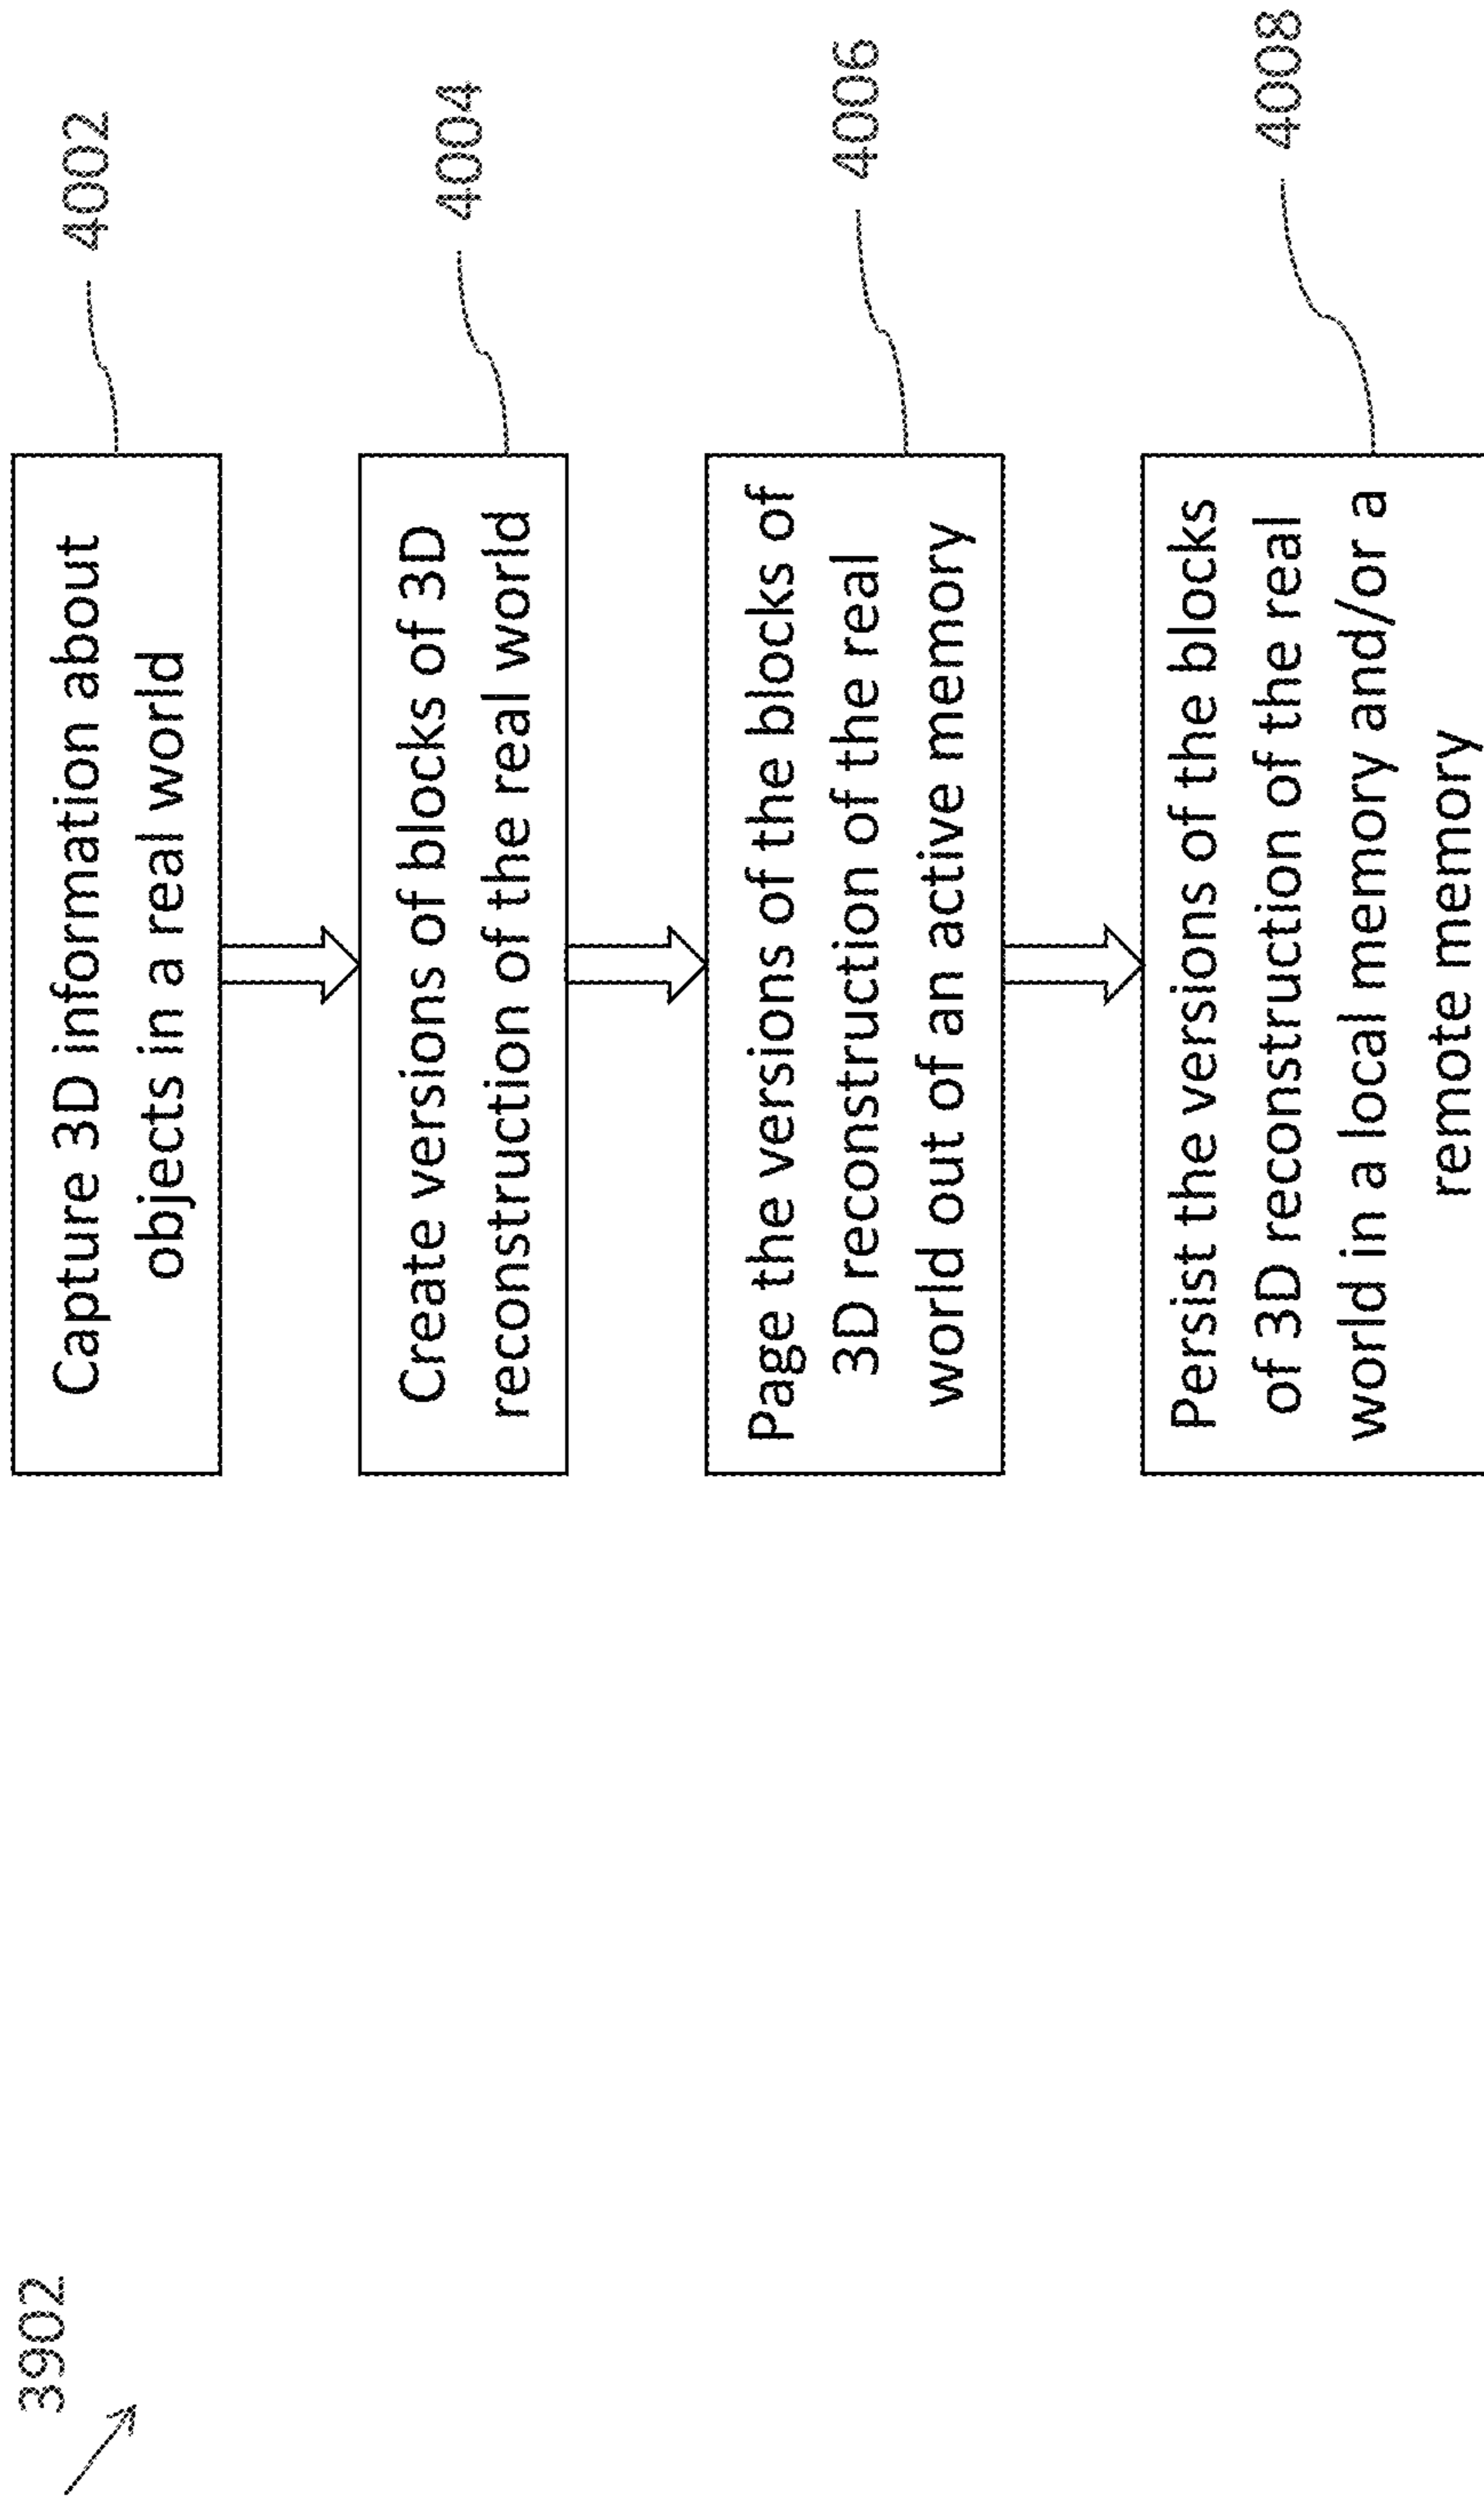 3902
Capture 3D information about
objects in a real world
4002
Create versions of blocks of 3D
reconstruction of the real world
4004
Page the versions of the blocks of
3D reconstruction of the real
world out of an active memory
4006
Persist the versions of the blocks
of 3D reconstruction of the real
world in a local memory and/or a
remote memory
4008